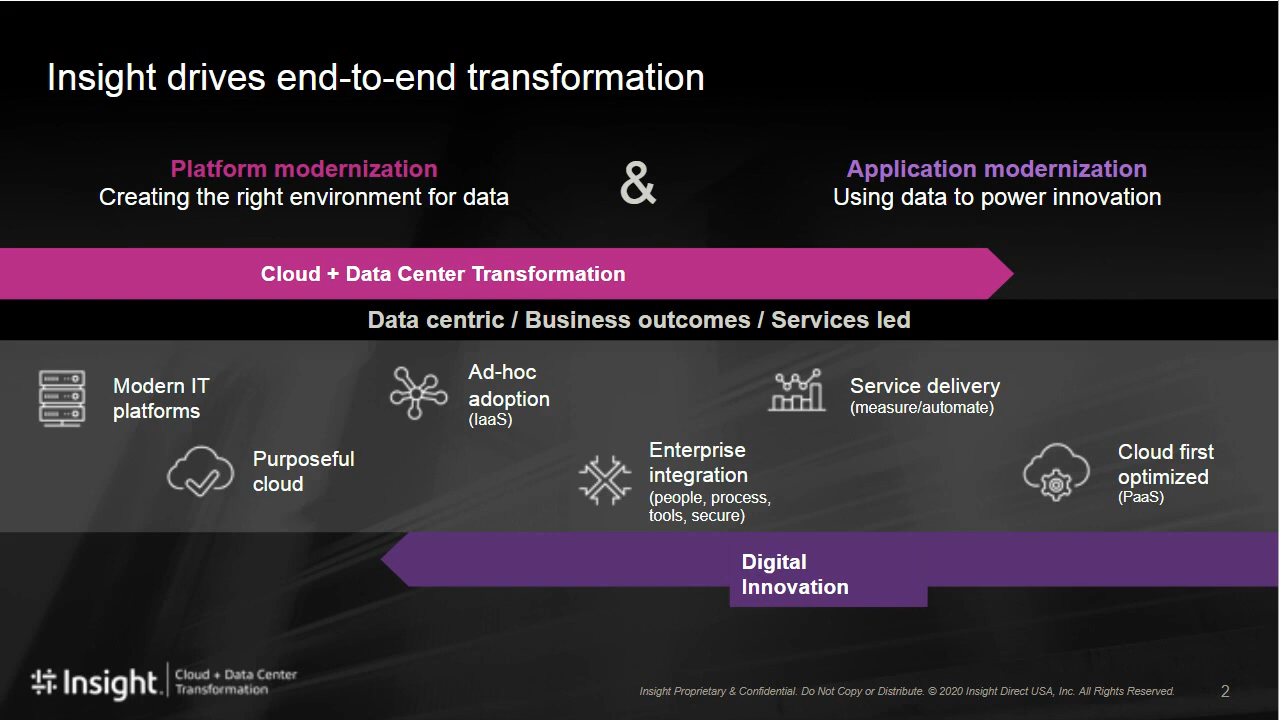 Insight drives end-to-end transformation
Platform modernization
Creating the right environment for data
&
Application modernization
Using data to power innovation
Cloud + Data Center Transformation
Data centric / Business outcomes / Services led
Modern IT
platforms
Purposeful
cloud
Ad-hoc
adoption
(IaaS)
Enterprise
integration
(people, process,
tools, secure)
Service delivery
(measure/automate)
Cloud first
optimized
(PaaS)
Digital
Innovation
Insight.
Cloud + Data Center
Transformation
Insight Proprietary & Confidential. Do Not Copy or Distribute. © 2020 Insight Direct USA, Inc. All Rights Reserved.
2